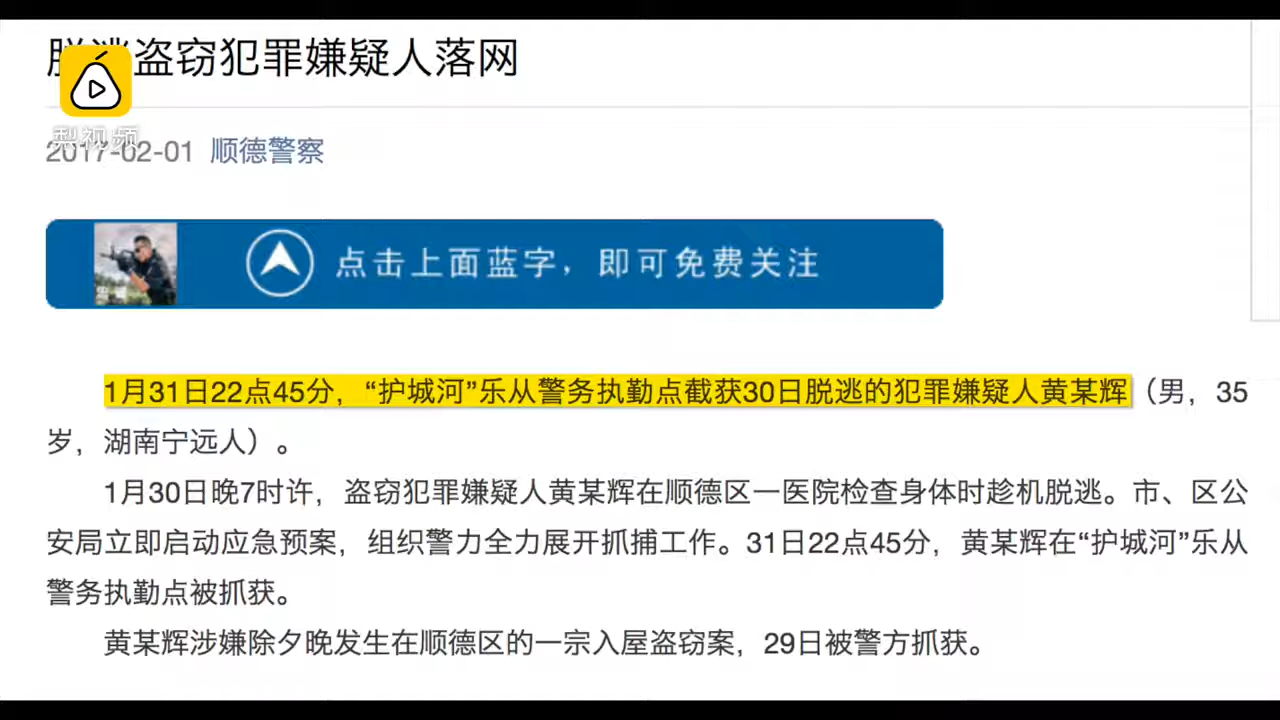 脱逃盗窃犯罪嫌疑人落网
梨视频
2017-02-01 顺德警察
点击上面蓝字，即可免费关注
1月31日22点45分，“护城河”乐从警务执勤点截获30日脱逃的犯罪嫌疑人黄某辉（男，35
岁，湖南宁远人）。
1月30日晚7时许，盗窃犯罪嫌疑人黄某辉在顺德区一医院检查身体时趁机脱逃。市、区公
安局立即启动应急预案，组织警力全力展开抓捕工作。31日22点45分，黄某辉在“护城河”乐从
警务执勤点被抓获。
黄某辉涉嫌除夕晚发生在顺德区的一宗入屋盗窃案，29日被警方抓获。